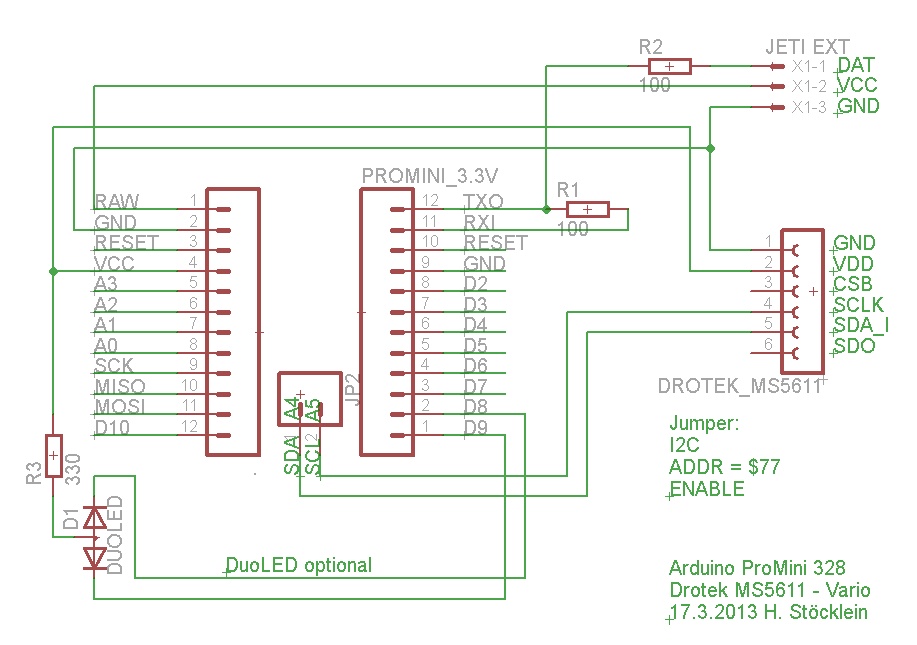 R2
JETI EXT
100
X1-1 DAT
X1-2 VCC
X1-3 GND
PROMINI_3.3V
R1
100
RAW 1
GND 2
RESET 3
VCC 4
A3 5
A2 6
A1 7
A0 8
SCK 9
MISO 10
MOSI 11
D10 12
12 TXO
11 RXI
10 RESET
9 GND
8 D2
7 D3
6 D4
5 D5
4 D6
3 D7
2 D8
1 D9
JP2
A4
A5
1
2
SDA
SCL
1 GND
2 VDD
3 CSB
4 SCLK
5 SDA_I
6 SDO
DROTEK_MS5611
R3
330
D1
DUOLED
DuoLED optional
Jumper:
I2C
ADDR = $77
ENABLE
Arduino ProMini 328
Drotek MS5611 - Vario
17.3.2013 H. Stöcklein